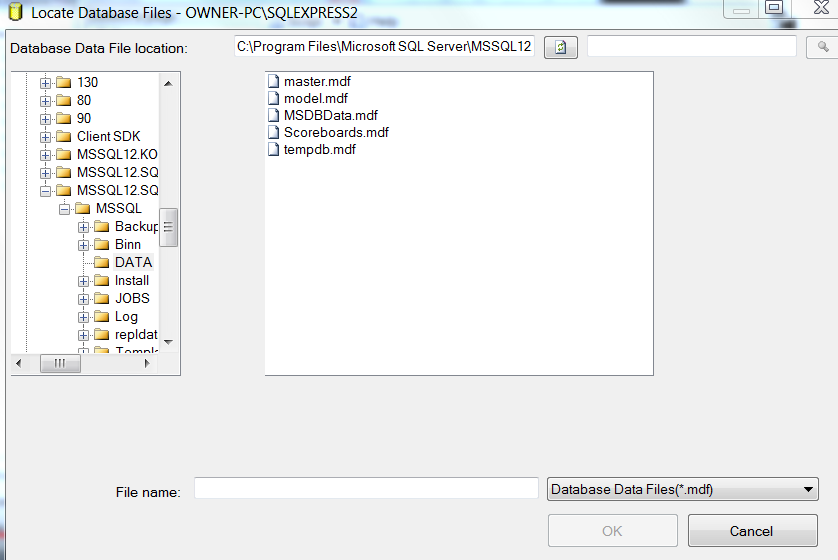 Locate Database Files - OWNER-PC\SQLEXPRESS2
Database Data File location:
C:\Program Files\Microsoft SQL Server\MSSQL12
130
80
90
Client SDK
MSSQL12.KO
MSSQL12.SQ
MSSQL12.SQ
MSSQL
Backup
Binn
DATA
Install
JOBS
Log
repldat
Templa
master.mdf
model.mdf
MSDBData.mdf
Scoreboards.mdf
tempdb.mdf
File name:
Database Data Files(*.mdf)
OK
Cancel